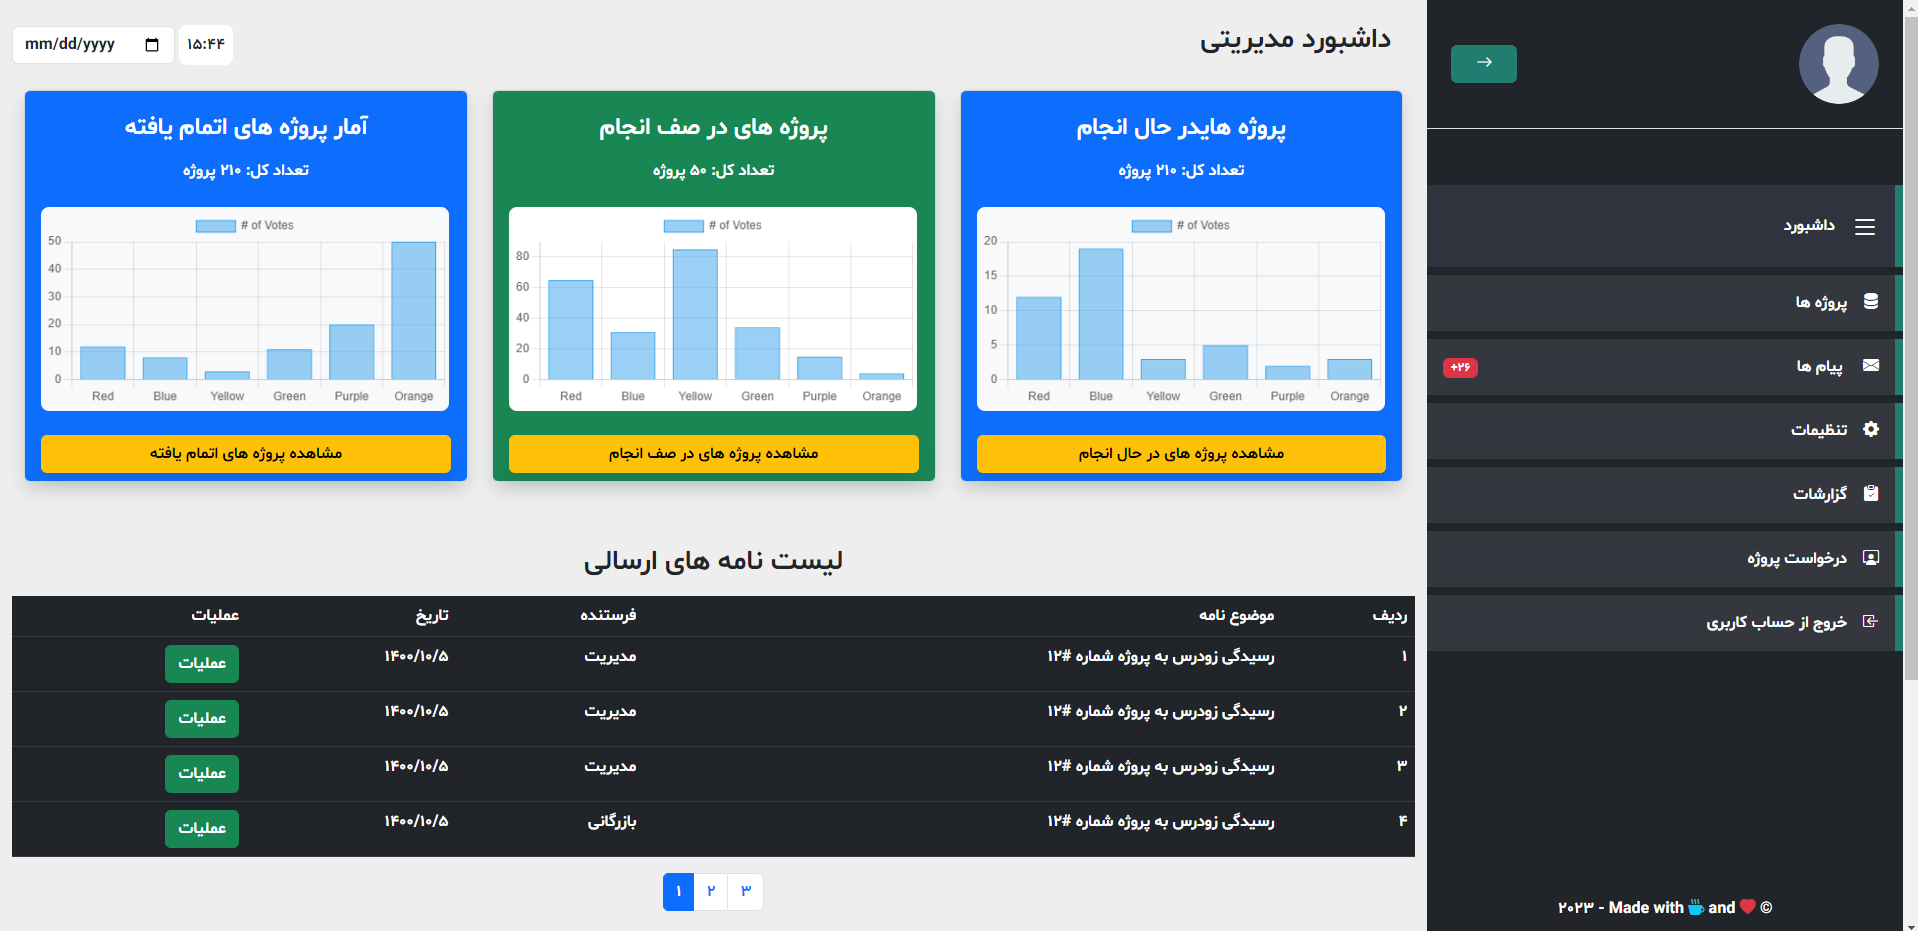 داشبورد
پروژه ها
پیام ها
+۲۶
تنظیمات
گزارشات
درخواست پروژه
خروج از حساب کاربری
۲۰۲۳ - Made with and ©
داشبورد مدیریتی
۱۵:۴۴
mm/dd/yyyy
پروژه هایدر حال انجام
تعداد کل: ۲۱۰ پروژه
# of Votes
20
15
10
5
0
Red Blue Yellow Green Purple Orange
مشاهده پروژه های در حال انجام
پروژه های در صف انجام
تعداد کل: ۵۰ پروژه
# of Votes
80
60
40
20
0
Red Blue Yellow Green Purple Orange
مشاهده پروژه های در صف انجام
آمار پروژه های اتمام یافته
تعداد کل: ۲۱۰ پروژه
# of Votes
50
40
30
20
10
0
Red Blue Yellow Green Purple Orange
مشاهده پروژه های اتمام یافته
لیست نامه های ارسالی
ردیف موضوع نامه فرستنده تاریخ عملیات
۱ رسیدگی زودرس به پروژه شماره #۱۲ مدیریت ۱۴۰۰/۱۰/۵ عملیات
۲ رسیدگی زودرس به پروژه شماره #۱۲ مدیریت ۱۴۰۰/۱۰/۵ عملیات
۳ رسیدگی زودرس به پروژه شماره #۱۲ مدیریت ۱۴۰۰/۱۰/۵ عملیات
۴ رسیدگی زودرس به پروژه شماره #۱۲ بازرگانی ۱۴۰۰/۱۰/۵ عملیات
۱ ۲ ۳